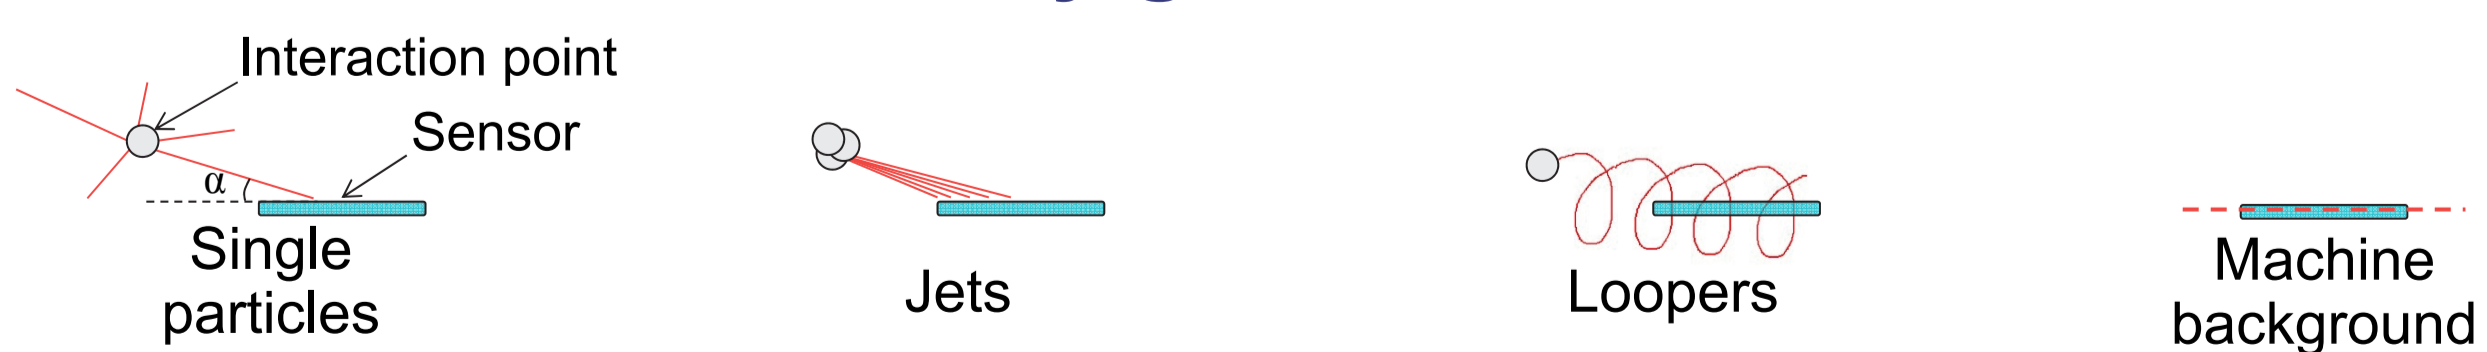 Interaction point
Sensor
α
Single
particles
Jets
Loopers
Machine
background